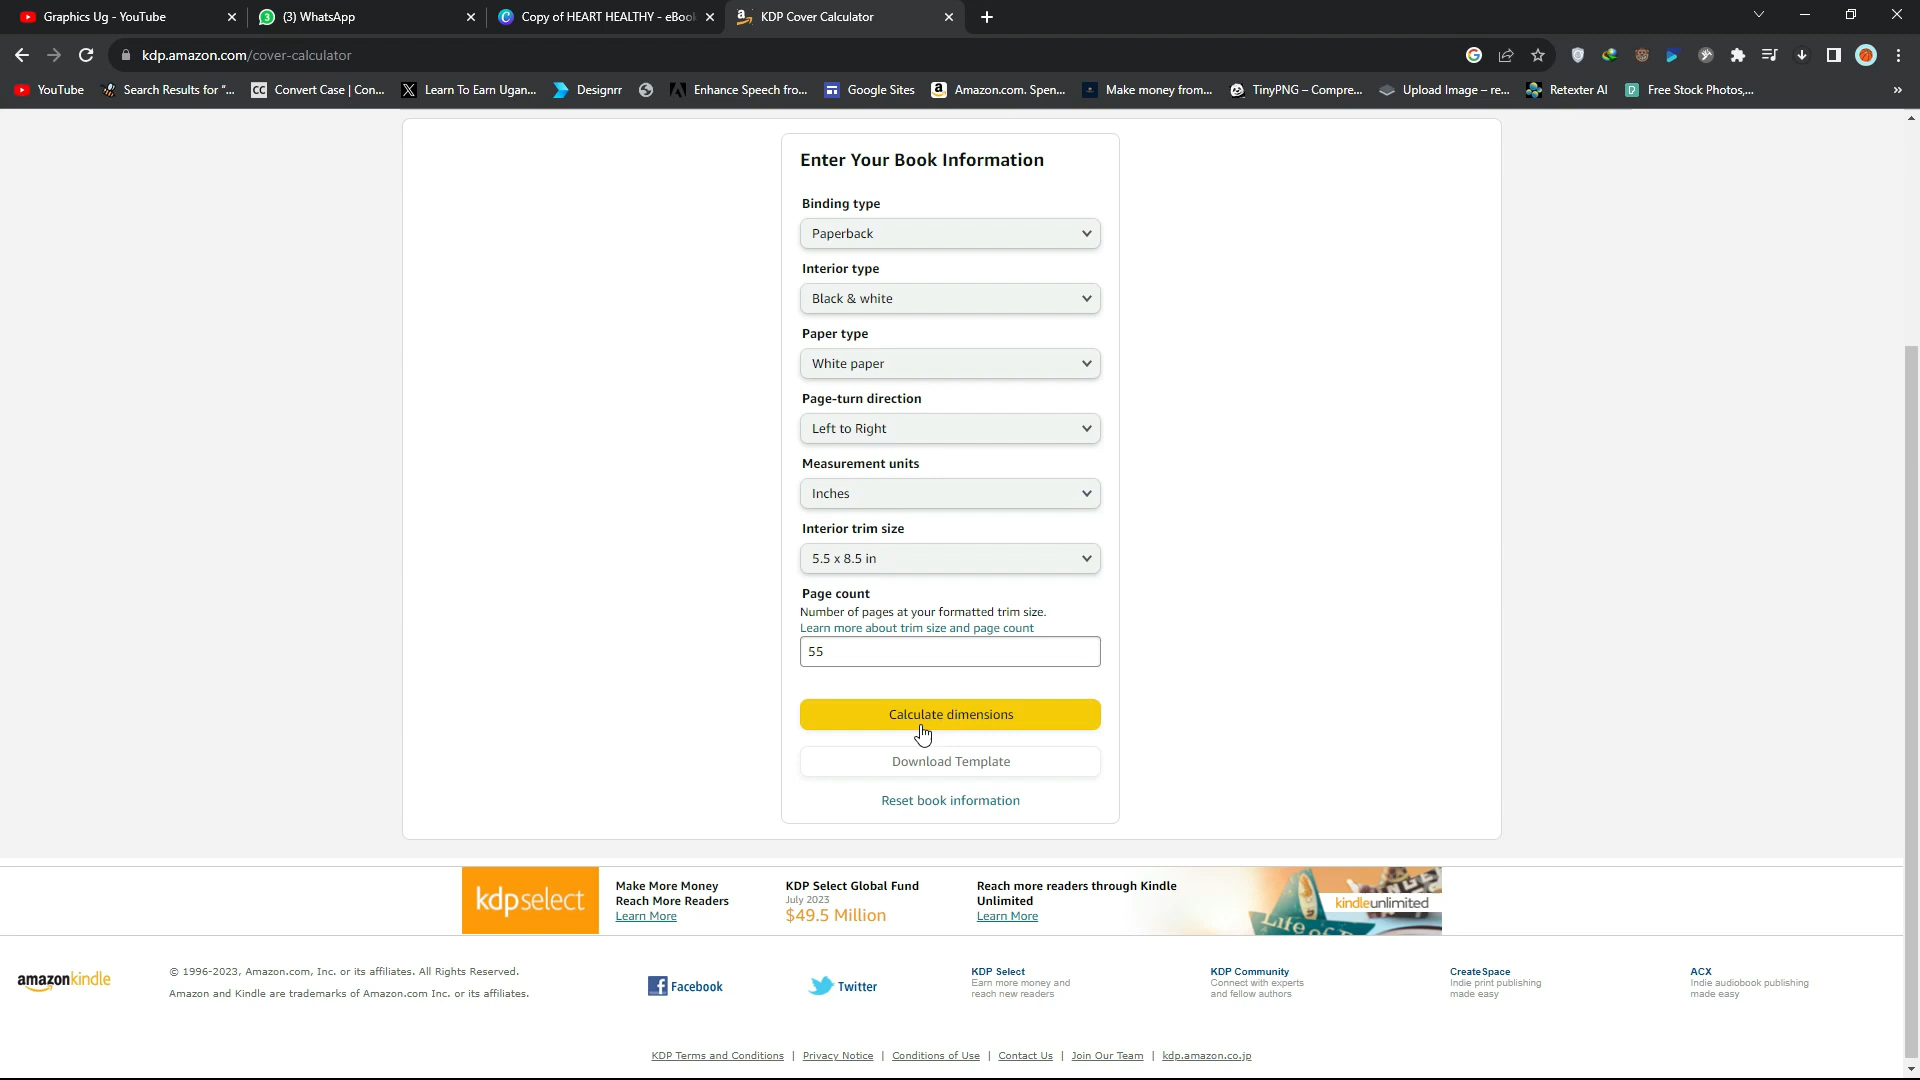 Graphics Ug - YouTube
(3) WhatsApp
Copy of HEART HEALTHY - eBoo
KDP Cover Calculator
kdp.amazon.com/cover-calculator
YouTube
Search Results for "...
CC Convert Case | Con...
Learn To Earn Ugan...
Designrr
Enhance Speech fro...
Google Sites
Amazon.com. Spen...
Make money from...
TinyPNG – Compre...
Upload Image – re...
Retexter AI
Free Stock Photos,...
»
Enter Your Book Information
Binding type
Paperback
Interior type
Black & white
Paper type
White paper
Page-turn direction
Left to Right
Measurement units
Inches
Interior trim size
5.5 x 8.5 in
Page count
Number of pages at your formatted trim size.
Learn more about trim size and page count
55
Calculate dimensions
Download Template
Reset book information
kdpselect
Make More Money
Reach More Readers
Learn More
KDP Select Global Fund
July 2023
$49.5 Million
Reach more readers through Kindle
Unlimited
Learn More
kindleunlimited
amazonkindle
© 1996-2023, Amazon.com, Inc. or its affiliates. All Rights Reserved.
Amazon and Kindle are trademarks of Amazon.com Inc. or its affiliates.
Facebook
Twitter
KDP Select
Earn more money and
reach new readers
KDP Community
Connect with experts
and fellow authors
CreateSpace
Indie print publishing
made easy
ACX
Indie audiobook publishing
made easy
KDP Terms and Conditions | Privacy Notice | Conditions of Use | Contact Us | Join Our Team | kdp.amazon.co.jp